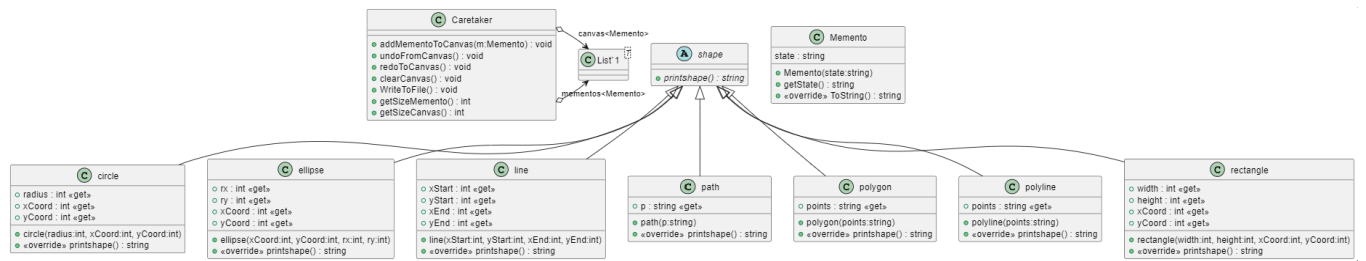 C Caretaker
addMementoToCanvas(m:Memento) : void
undoFromCanvas() : void
redoToCanvas() : void
clearCanvas() : void
WriteToFile() : void
getSizeMemento() : int
getSizeCanvas() : int
canvas<Memento>
C List`1
T
mementos<Memento>
A shape
printshape() : string
C Memento
state : string
Memento(state:string)
getState() : string
«override» ToString() : string
C circle
radius : int «get»
xCoord : int «get»
yCoord : int «get»
circle(radius:int, xCoord:int, yCoord:int)
«override» printshape() : string
C ellipse
rx : int «get»
ry : int «get»
xCoord : int «get»
yCoord : int «get»
ellipse(xCoord:int, yCoord:int, rx:int, ry:int)
«override» printshape() : string
C line
xStart : int «get»
yStart : int «get»
xEnd : int «get»
yEnd : int «get»
line(xStart:int, yStart:int, xEnd:int, yEnd:int)
«override» printshape() : string
C path
p : string «get»
path(p:string)
«override» printshape() : string
C polygon
points : string «get»
polygon(points:string)
«override» printshape() : string
C polyline
points : string «get»
polyline(points:string)
«override» printshape() : string
C rectangle
width : int «get»
height : int «get»
xCoord : int «get»
yCoord : int «get»
rectangle(width:int, height:int, xCoord:int, yCoord:int)
«override» printshape() : string